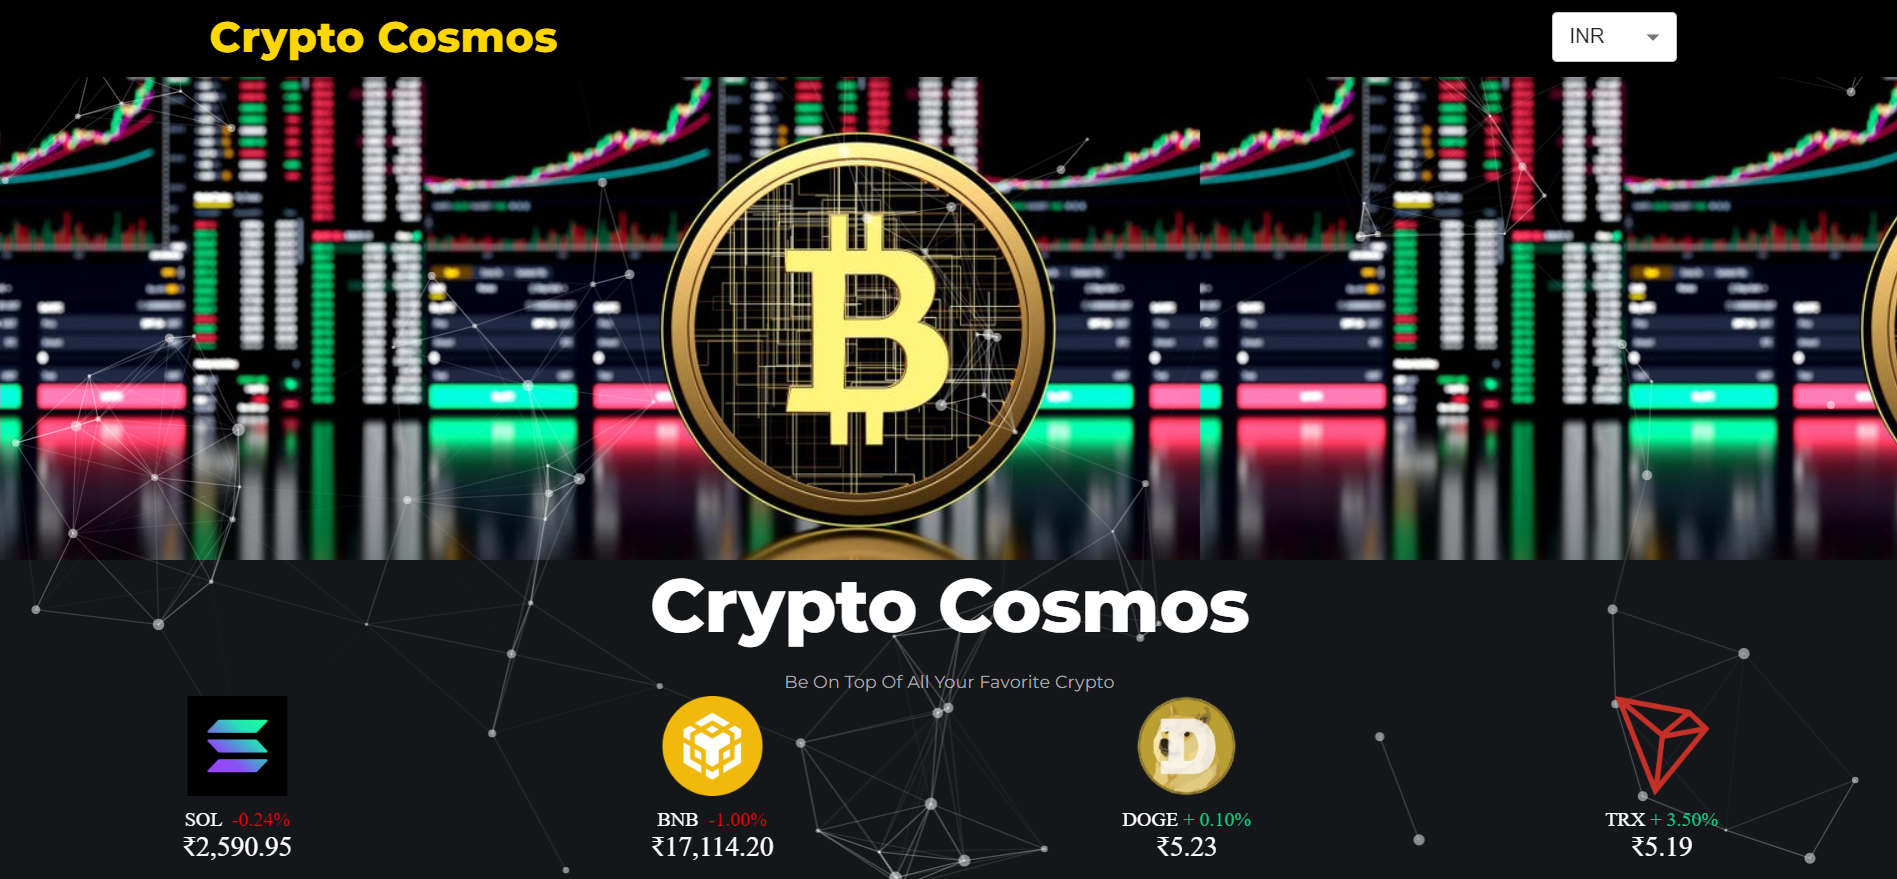 Crypto Cosmos
INR
Crypto Cosmos
Be On Top Of All Your Favorite Crypto
SOL -0.24%
₹2,590.95
BNB -1.00%
₹17,114.20
DOGE + 0.10%
₹5.23
TRX + 3.50%
₹5.19